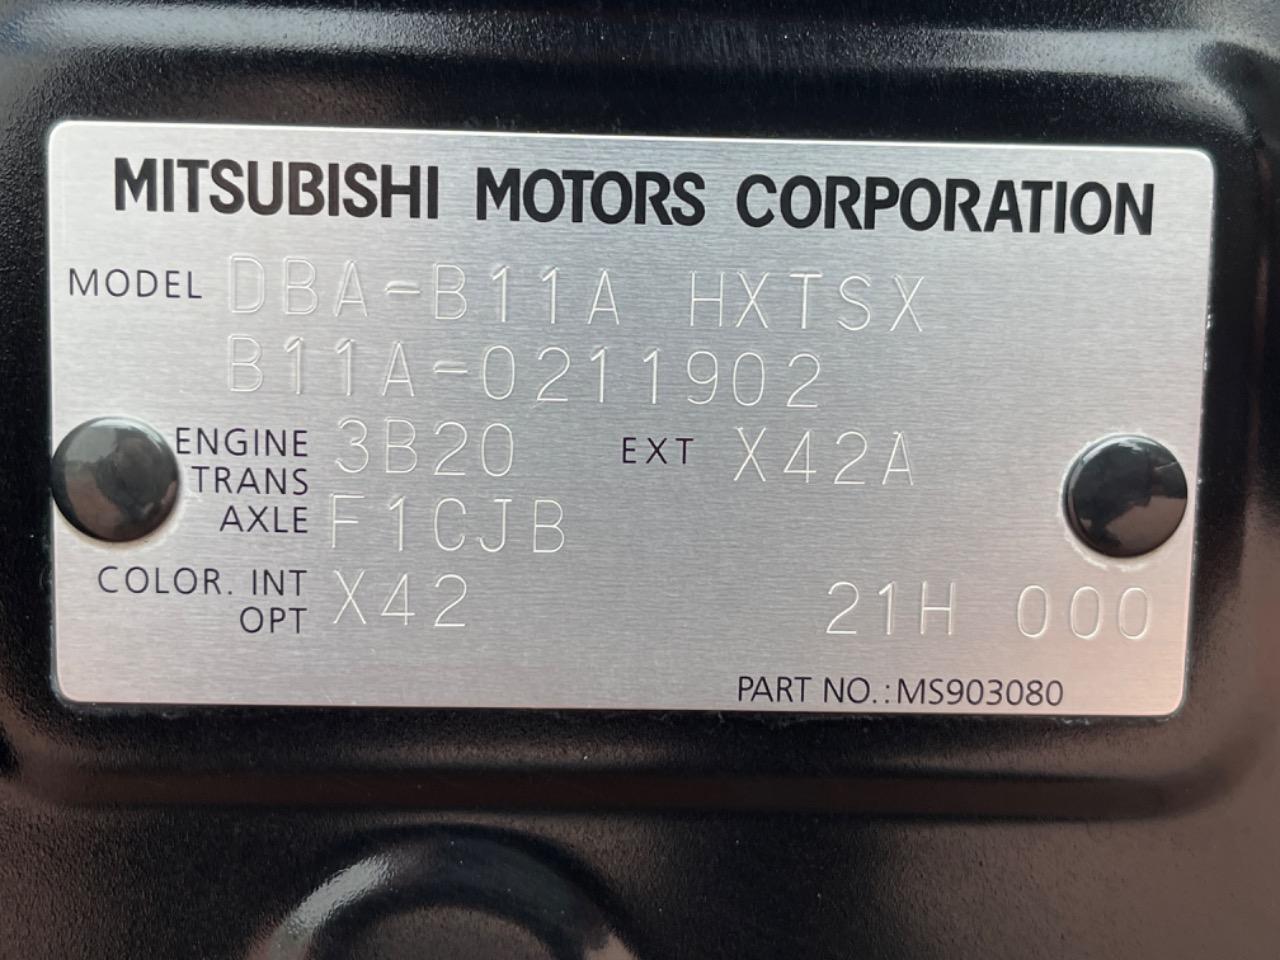 MITSUBISHI MOTORS CORPORATION
MODEL DBA-B11A HXTSX
B11A-0211902
ENGINE 3B20 EXT X42A
TRANS
AXLE F1CJB
COLOR. INT
OPT X42 21H 000
PART NO.:MS903080